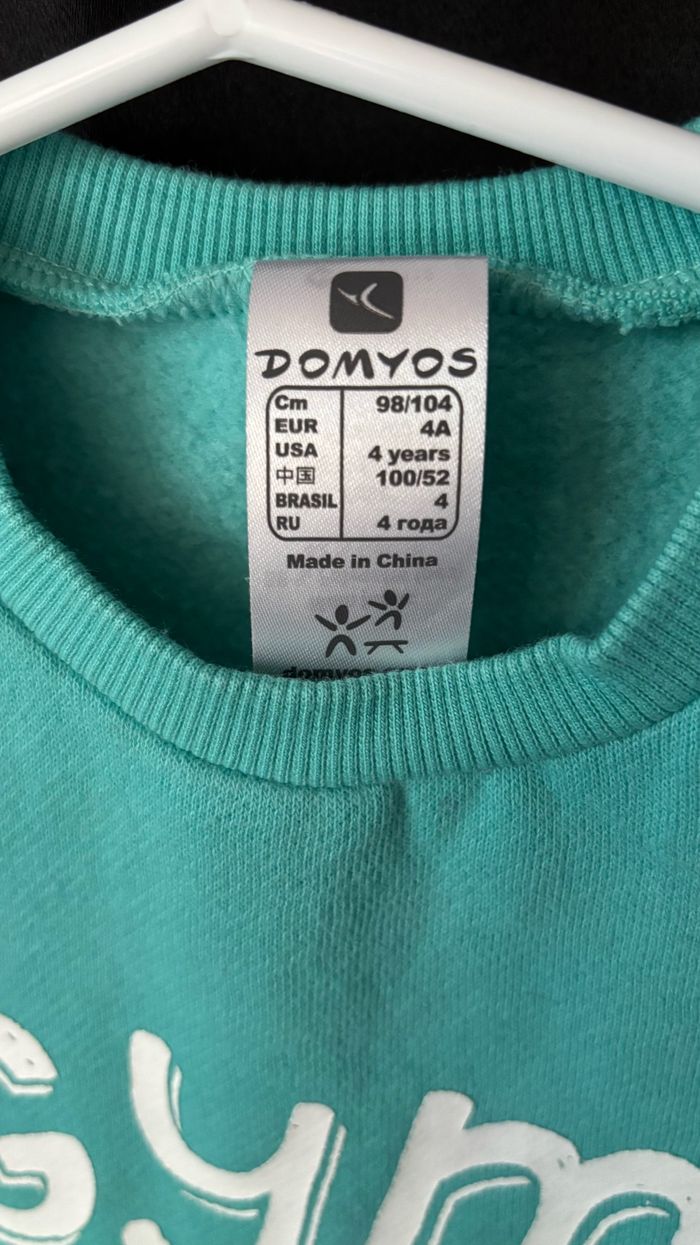 DOMYOS
Cm 98/104
EUR 4A
USA 4 years
中国 100/52
BRASIL 4
RU 4 года
Made in China
Gym